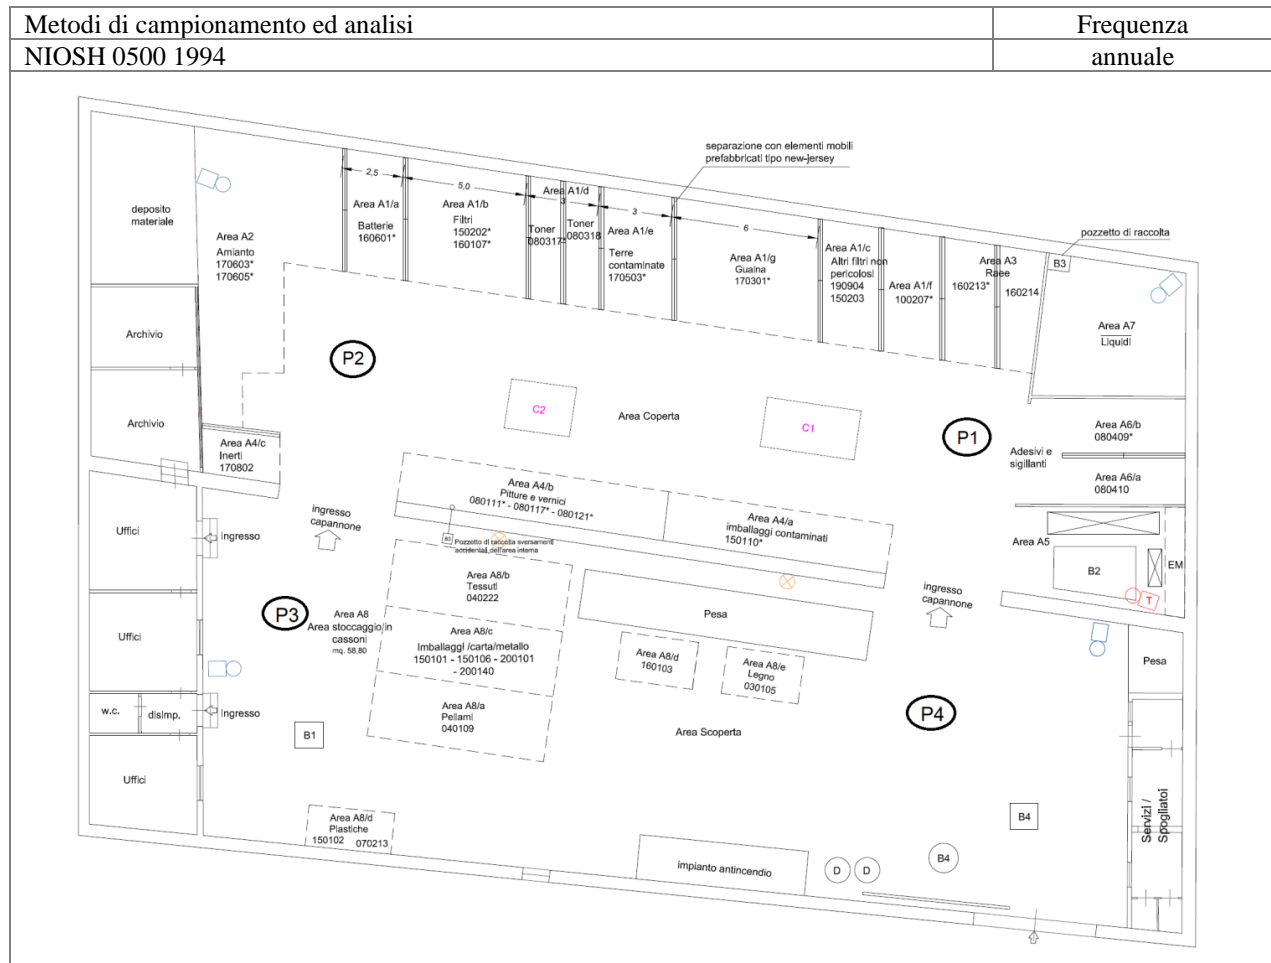 Metodi di campionamento ed analisi
Frequenza
NIOSH 0500 1994
annuale
separazione con elementi mobili
prefabbricati tipo new-jersey
2,5
5,0
Area A1/d
3
3
6
deposito
materiale
Area A2
Amianto
170603*
170605*
Area A1/a
Batterie
160601*
Area A1/b
Filtri
150202*
160107*
Toner
080317*
Toner
080318
Area A1/e
Terre
contaminate
170503*
Area A1/g
Guaina
170301*
Area A1/c
Altri filtri non
pericolosi
190904
150203
Area A1/f
100207*
Area A3
Raee
160213*
160214
pozzetto di raccolta
B3
Area A7
Liquidi
Archivio
Archivio
P2
C2
Area Coperta
C1
P1
Adesivi e
sigillanti
Area A6/b
080409*
Area A6/a
080410
Area A4/c
Inerti
170802
Area A4/b
Pitture e vernici
080111* - 080117* - 080121*
Area A4/a
imballaggi contaminati
150110*
ingresso
capannone
B3
Pozzetto di raccolta sversamenti
accidentali dell'area interna
Uffici
ingresso
Area A5
B2
EM
T
Area A8/b
Tessuti
040222
ingresso
capannone
P3
Area A8
Area stoccaggio in
cassoni
mq. 58,80
Pesa
Uffici
Area A8/c
Imballaggi /carta/metallo
150101 - 150106 - 200101
- 200140
Area A8/d
160103
Area A8/e
Legno
030105
Pesa
w.c.
disimp.
Ingresso
Area A8/a
Pellami
040109
P4
Area Scoperta
B1
Uffici
Area A8/d
Plastiche
150102
070213
B4
Servizi /
Spogliatoi
impianto antincendio
D
D
B4